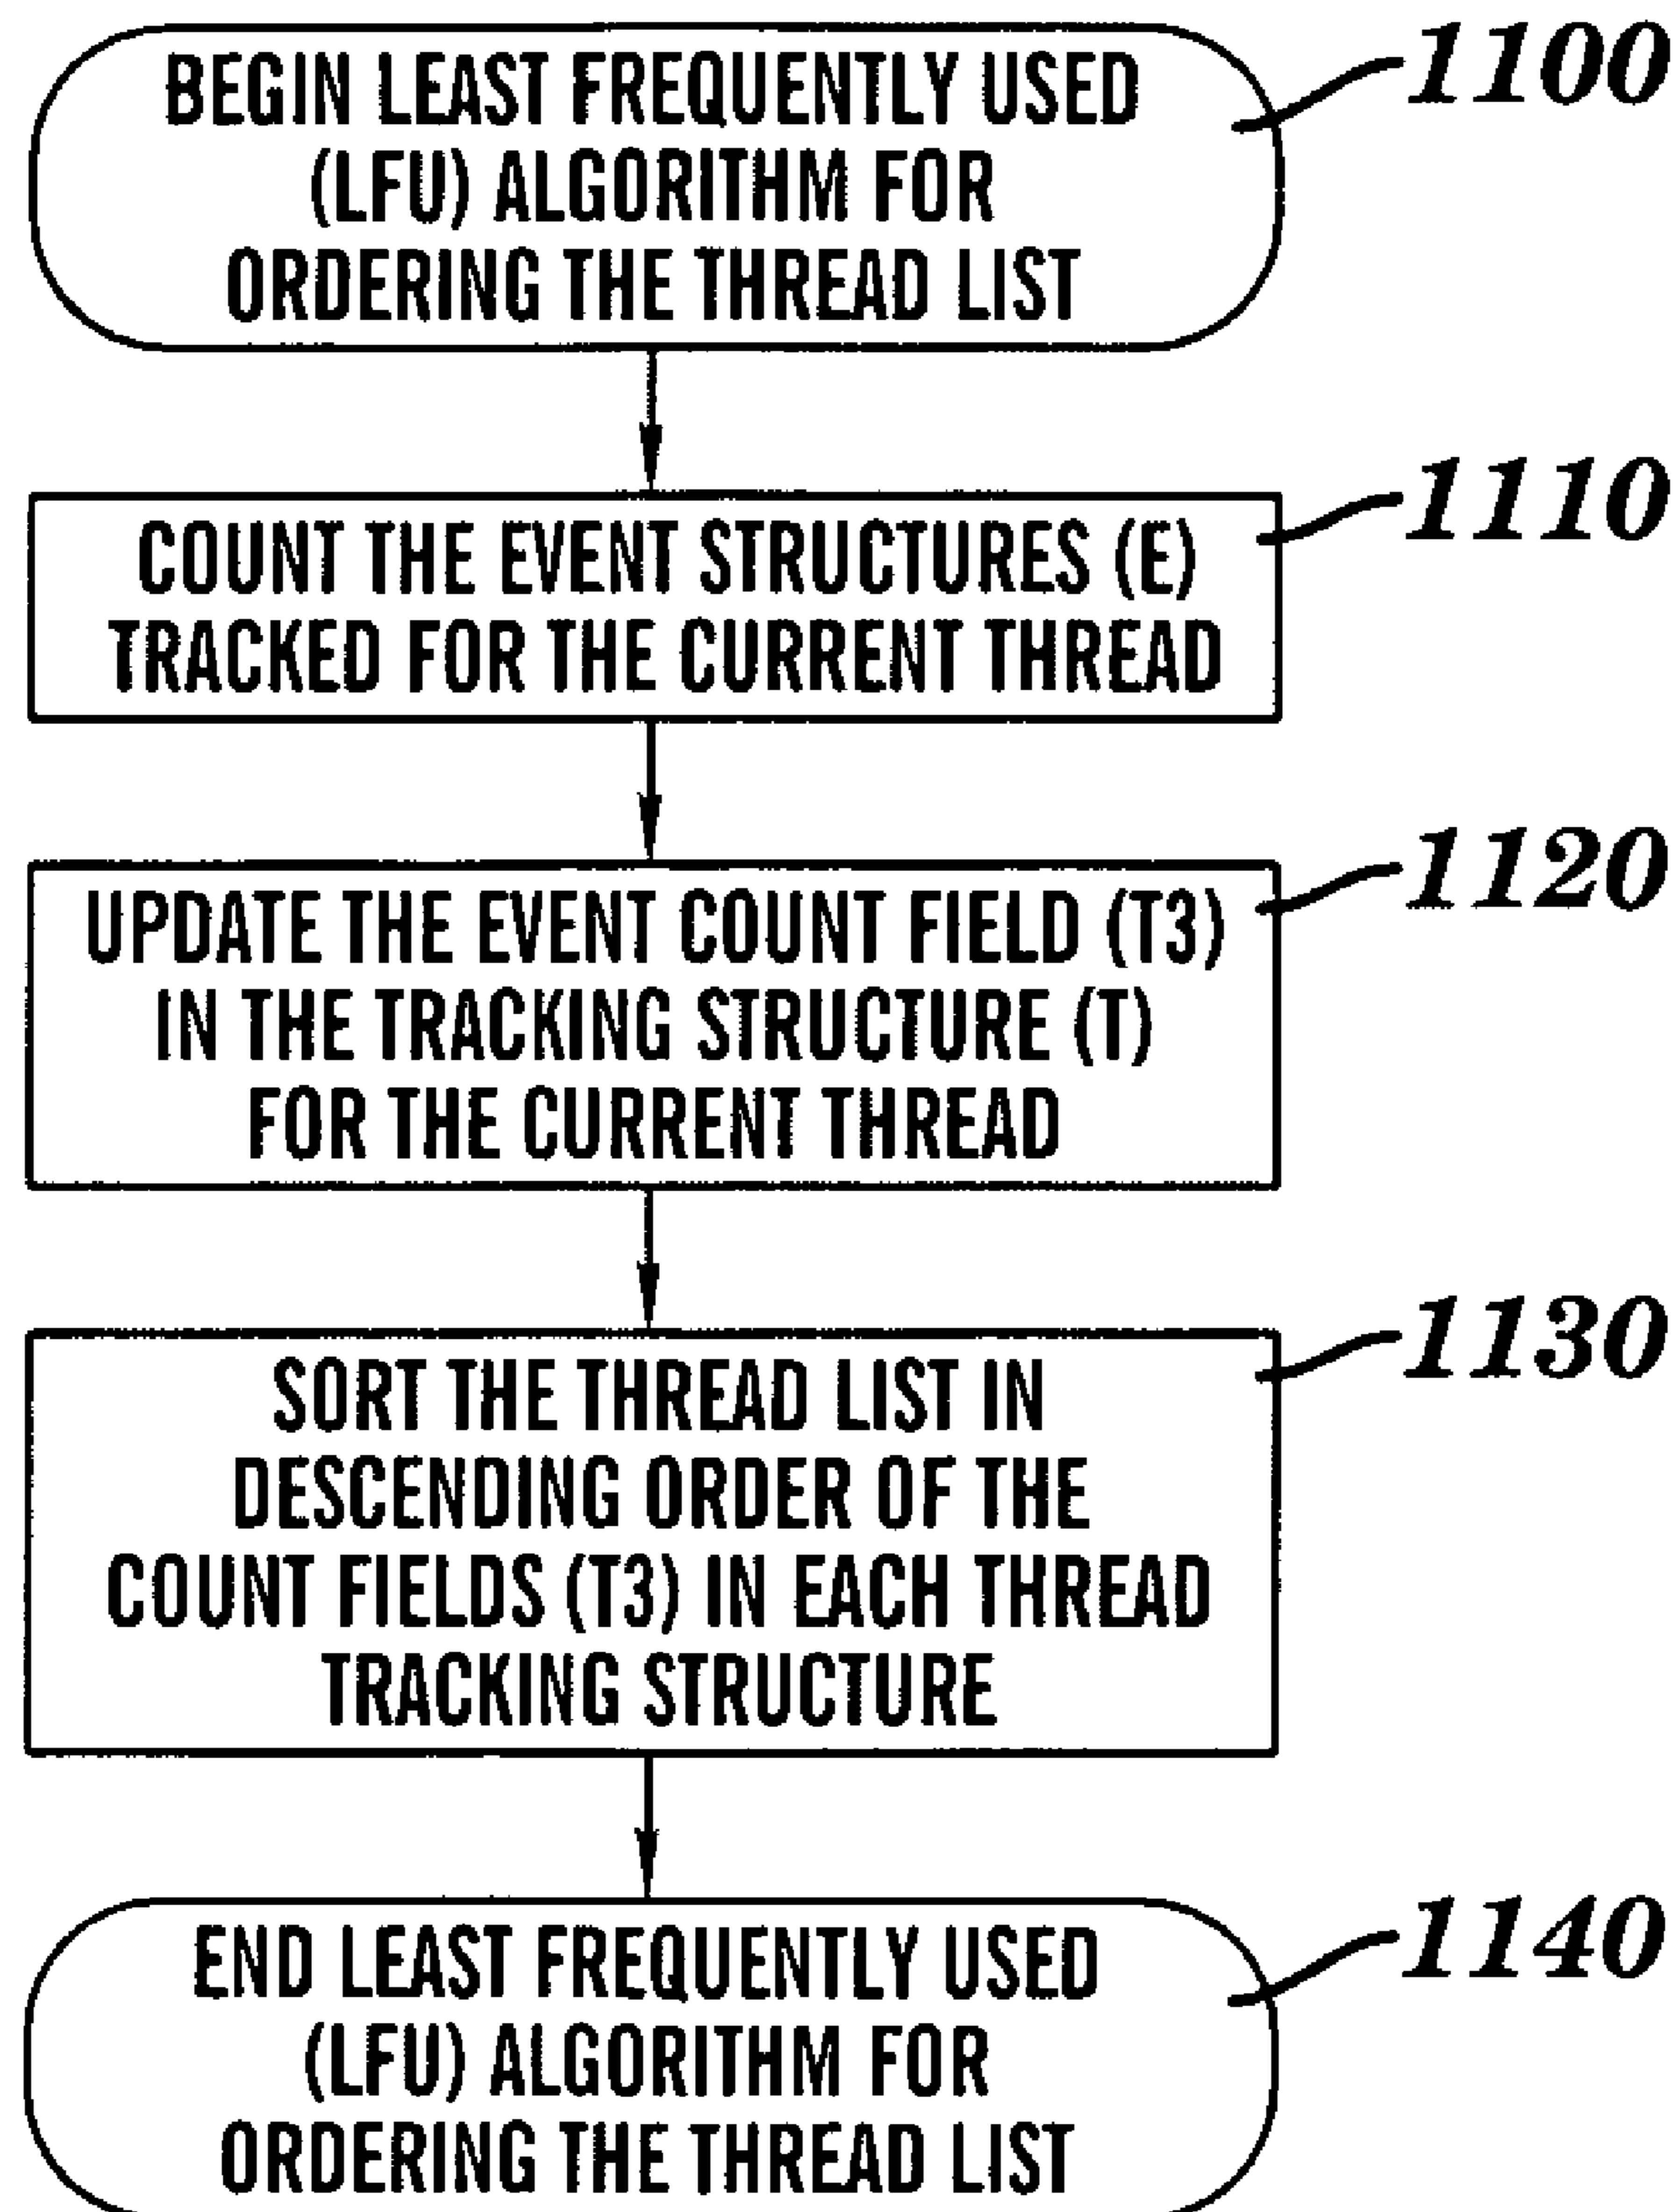 BEGIN LEAST FREQUENTLY USED
(LFU) ALGORITHM FOR
ORDERING THE THREAD LIST
1100
COUNT THE EVENT STRUCTURES (E)
TRACKED FOR THE CURRENT THREAD
1110
UPDATE THE EVENT COUNT FIELD (T3)
IN THE TRACKING STRUCTURE (T)
FOR THE CURRENT THREAD
1120
SORT THE THREAD LIST IN
DESCENDING ORDER OF THE
COUNT FIELDS (T3) IN EACH THREAD
TRACKING STRUCTURE
1130
END LEAST FREQUENTLY USED
(LFU) ALGORITHM FOR
ORDERING THE THREAD LIST
1140